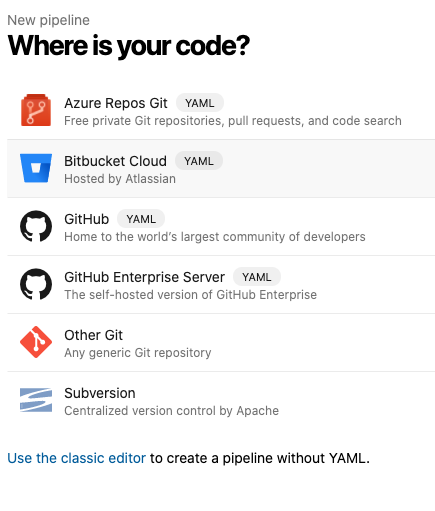 New pipeline
Where is your code?
Azure Repos Git YAML
Free private Git repositories, pull requests, and code search
Bitbucket Cloud YAML
Hosted by Atlassian
GitHub YAML
Home to the world's largest community of developers
GitHub Enterprise Server YAML
The self-hosted version of GitHub Enterprise
Other Git
Any generic Git repository
Subversion
Centralized version control by Apache
Use the classic editor to create a pipeline without YAML.